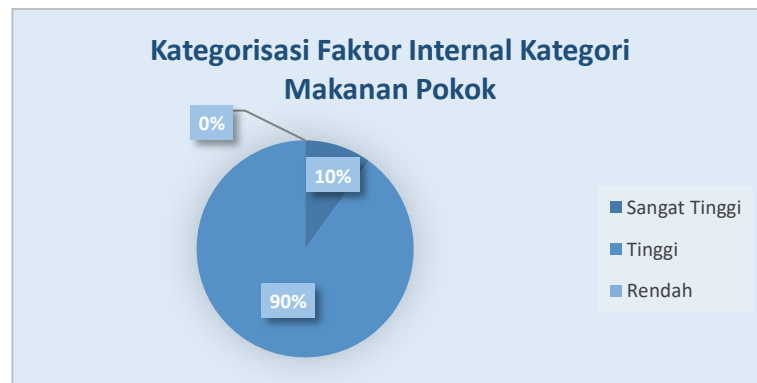 Kategorisasi Faktor Internal Kategori
Makanan Pokok
0%
10%
90%
Sangat Tinggi
Tinggi
Rendah